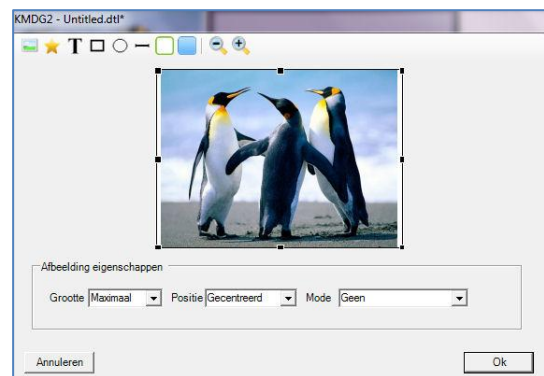 KMDG2 - Untitled.dtl*
T
Afbeelding eigenschappen
Grootte Maximaal Positie Gecentreerd Mode Geen
Annuleren Ok